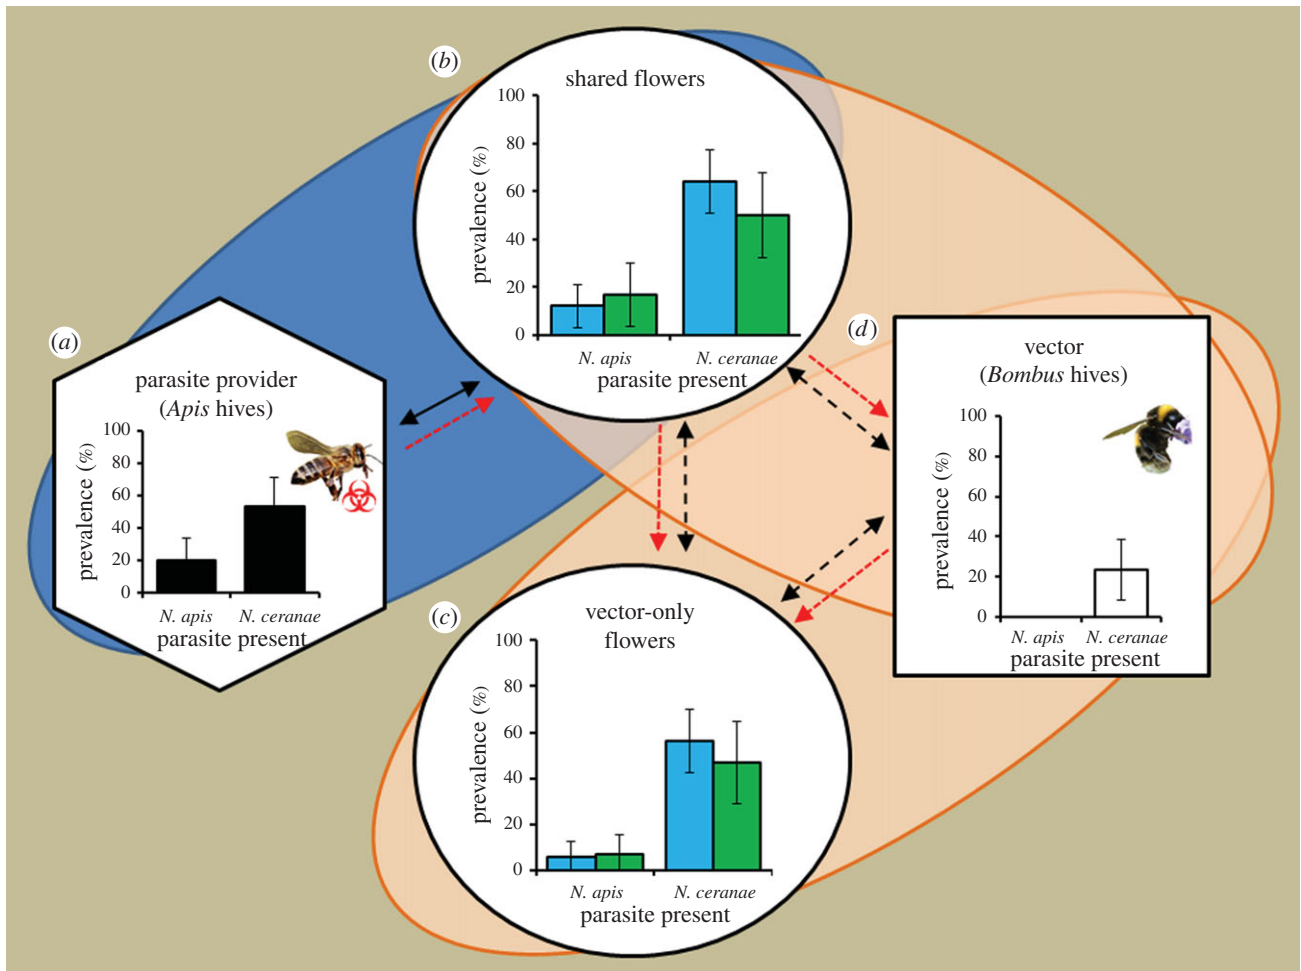 (b)
shared flowers
100
80
60
40
20
0
prevalence (%)
N. apis
N. ceranae
parasite present
(a)
parasite provider
(Apis hives)
100
80
60
40
20
0
prevalence (%)
N. apis
N. ceranae
parasite present
(d)
vector
(Bombus hives)
100
80
60
40
20
0
prevalence (%)
N. apis
N. ceranae
parasite present
(c)
vector-only
flowers
100
80
60
40
20
0
prevalence (%)
N. apis
N. ceranae
parasite present